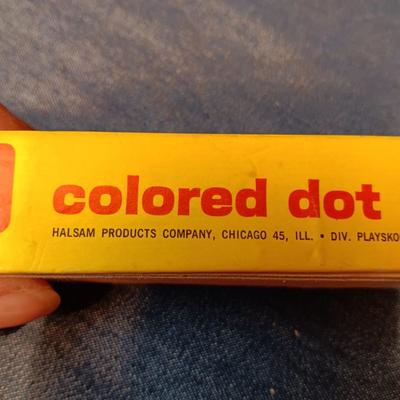 colored dot
HALSAM PRODUCTS COMPANY, CHICAGO 45, ILL. • DIV. PLAYSKO